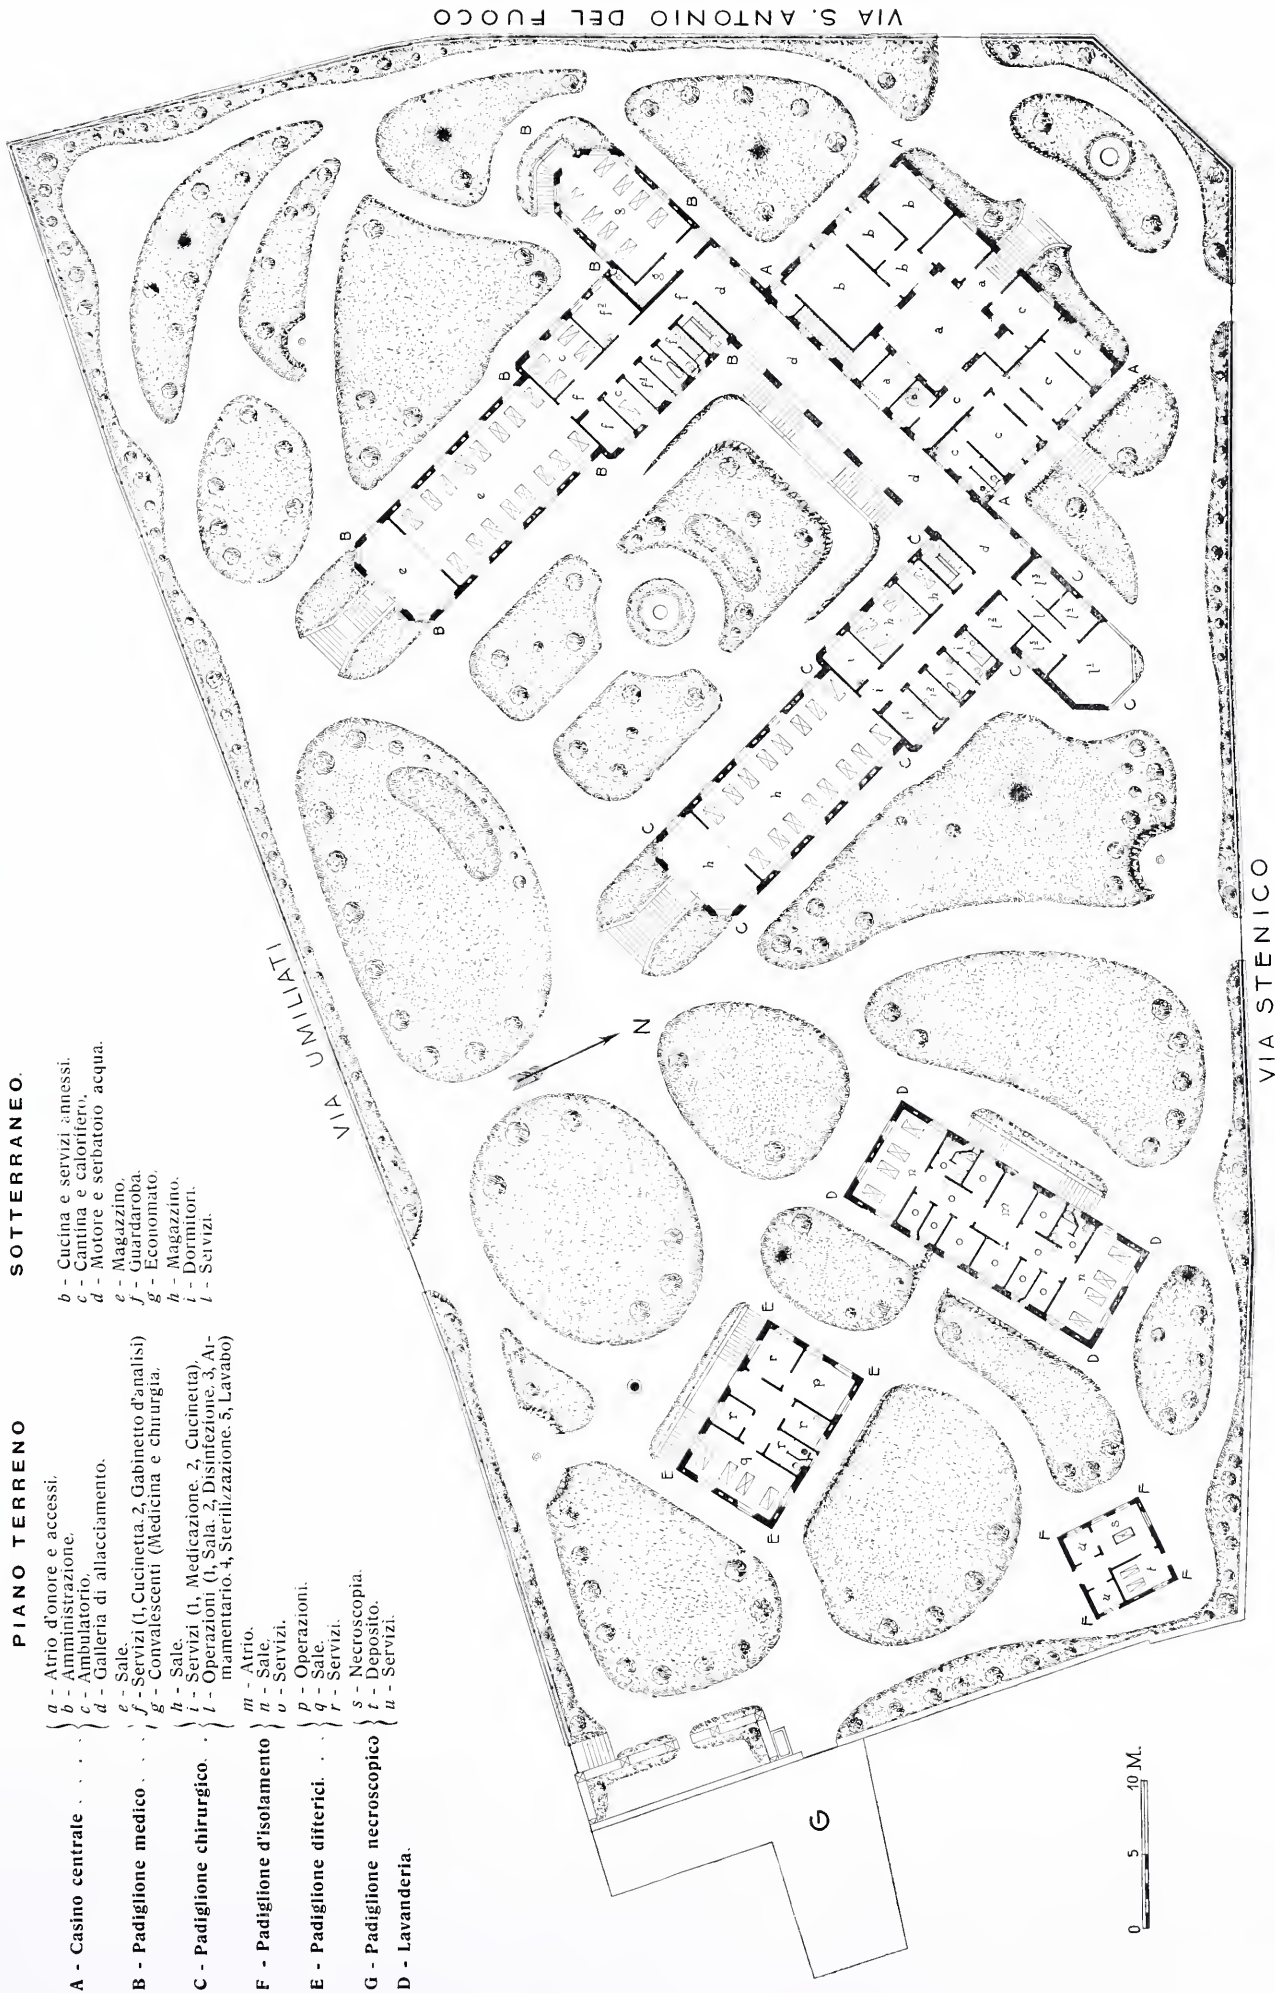 PIANO TERRENO
SOTTERRANEO.
A - Casino centrale . . . .
a - Atrio d'onore e accessi.
b - Amministrazione.
c - Ambulatorio.
d - Galleria di allacciamento.
b - Cucina e servizi annessi.
c - Cantina e calorifero.
d - Motore e serbatoio acqua.
B - Padiglione medico . . .
e - Sale.
f - Servizi (1, Cucinetta. 2, Gabinetto d'analisi)
g - Convalescenti (Medicina e chirurgia.
e - Magazzino.
f - Guardaroba.
g - Economato.
C - Padiglione chirurgico. .
h - Sale.
i - Servizi (1, Medicazione. 2, Cucinetta).
l - Operazioni (1, Sala. 2, Disinfezione. 3, Ar-
mamentario. 4, Sterilizzazione. 5, Lavabo)
h - Magazzino.
i - Dormitori.
l - Servizi.
F - Padiglione d'isolamento
m - Atrio.
n - Sale.
o - Servizi.
E - Padiglione difterici. . .
p - Operazioni.
q - Sale.
r - Servizi.
G - Padiglione necroscopico
s - Necroscopia.
t - Deposito.
u - Servizi.
D - Lavanderia.
VIA S. ANTONIO DEL FUOCO
VIA UMILIATI
VIA STENICO
N
G
0 5 10 M.